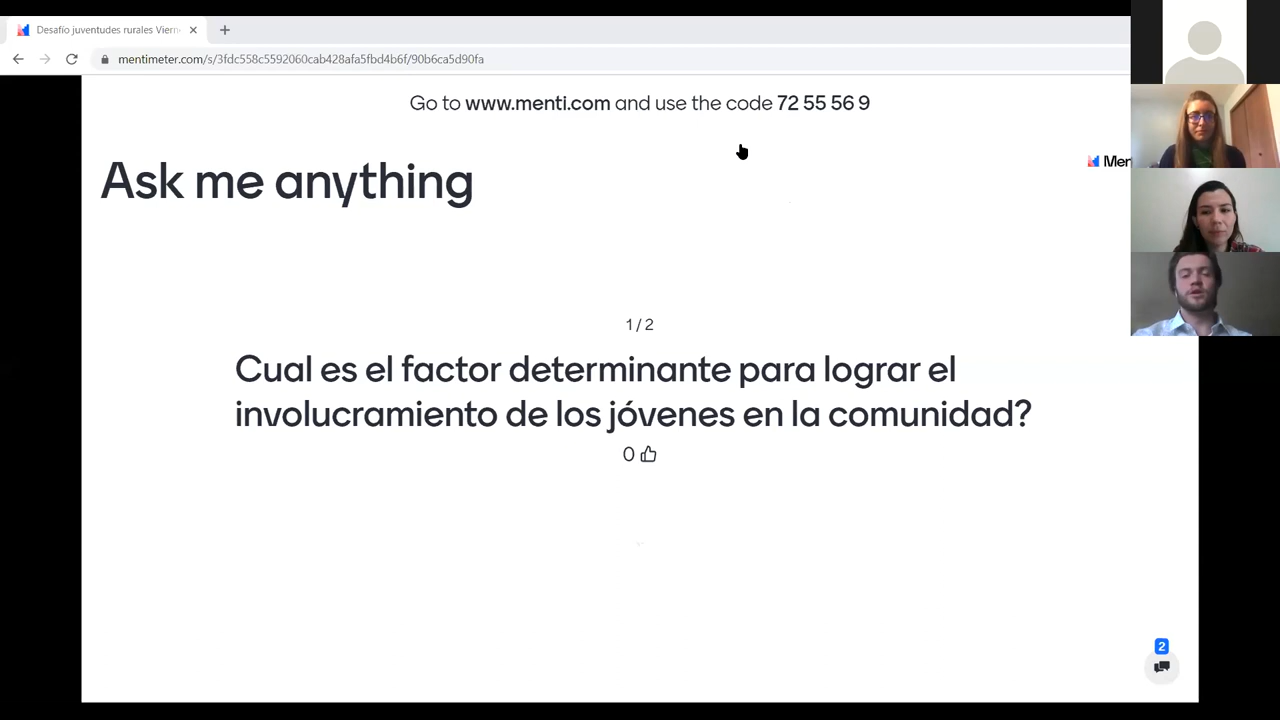 Desafío juventudes rurales Viern
mentimeter.com/s/3fdc558c5592060cab428afa5fbd4b6f/90b6ca5d90fa
Go to www.menti.com and use the code 72 55 56 9
Ask me anything
Men
1 / 2
Cual es el factor determinante para lograr el
involucramiento de los jóvenes en la comunidad?
0
2